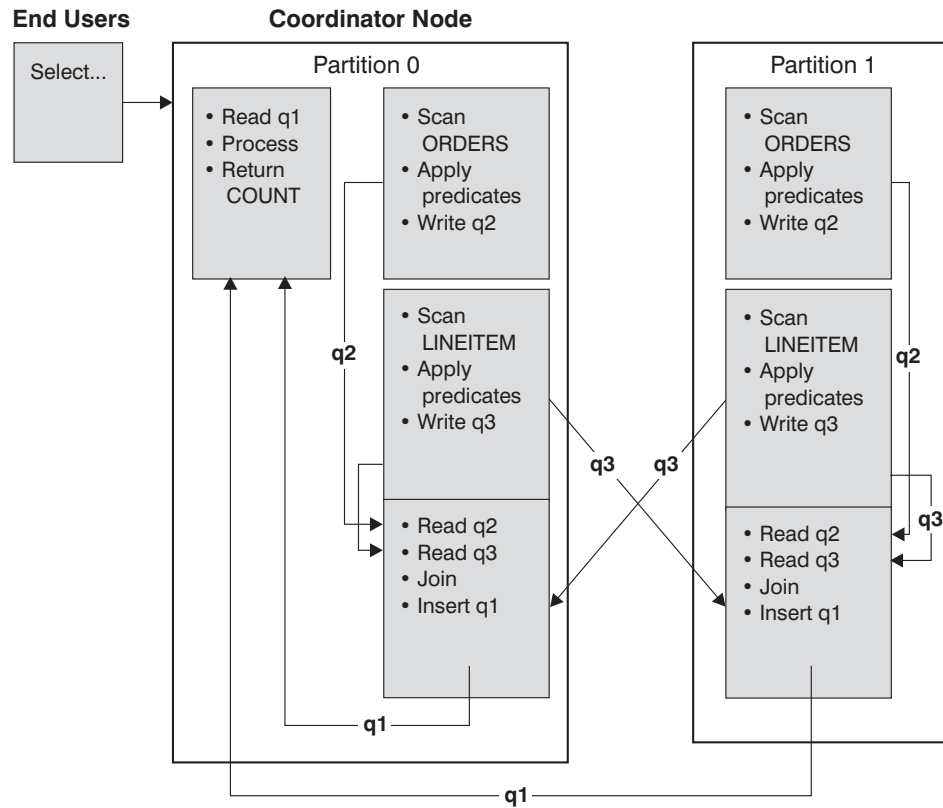 End Users
Coordinator Node
Select...
Partition 0
• Read q1
• Process
• Return
COUNT
• Scan
ORDERS
• Apply
predicates
• Write q2
• Scan
LINEITEM
• Apply
predicates
• Write q3
• Read q2
• Read q3
• Join
• Insert q1
q2
q1
q3
q3
Partition 1
• Scan
ORDERS
• Apply
predicates
• Write q2
• Scan
LINEITEM
• Apply
predicates
• Write q3
• Read q2
• Read q3
• Join
• Insert q1
q2
q3
q1